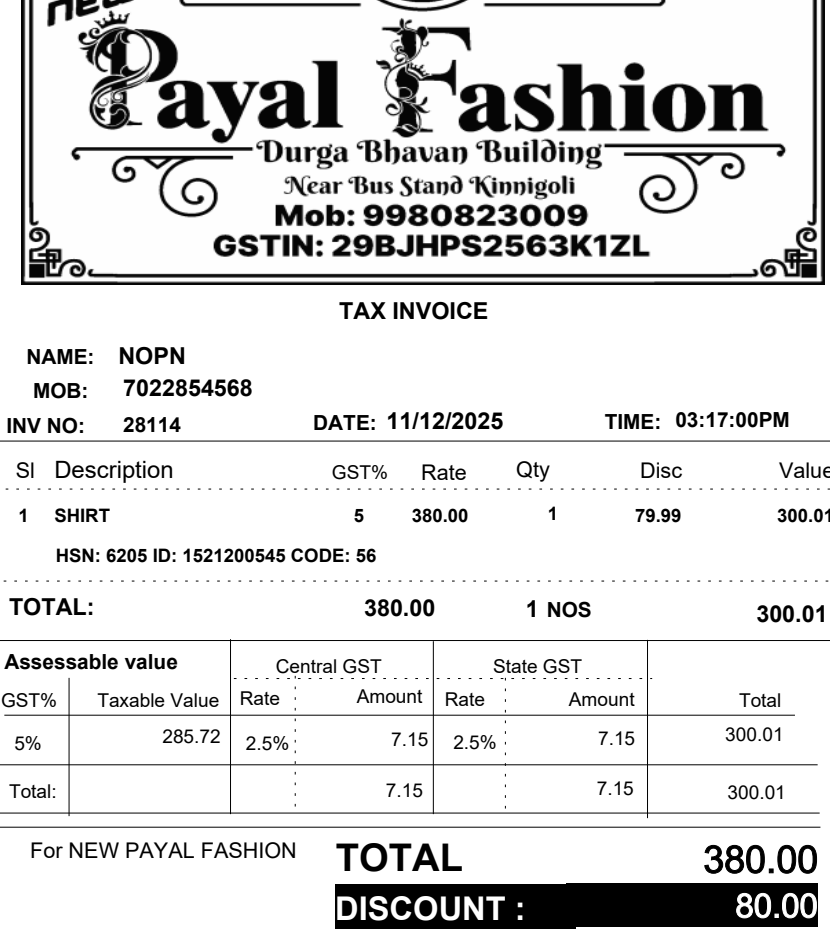 new
Payal Fashion
Durga Bhavan Building
Near Bus Stand Kinnigoli
Mob: 9980823009
GSTIN: 29BJHPS2563K1ZL
TAX INVOICE
NAME: NOPN
MOB: 7022854568
INV NO: 28114 DATE: 11/12/2025 TIME: 03:17:00PM
Sl Description GST% Rate Qty Disc Value
1 SHIRT 5 380.00 1 79.99 300.01
HSN: 6205 ID: 1521200545 CODE: 56
TOTAL: 380.00 1 NOS 300.01
Assessable value Central GST State GST
GST% Taxable Value Rate Amount Rate Amount Total
5% 285.72 2.5% 7.15 2.5% 7.15 300.01
Total: 7.15 7.15 300.01
For NEW PAYAL FASHION TOTAL 380.00
DISCOUNT : 80.00